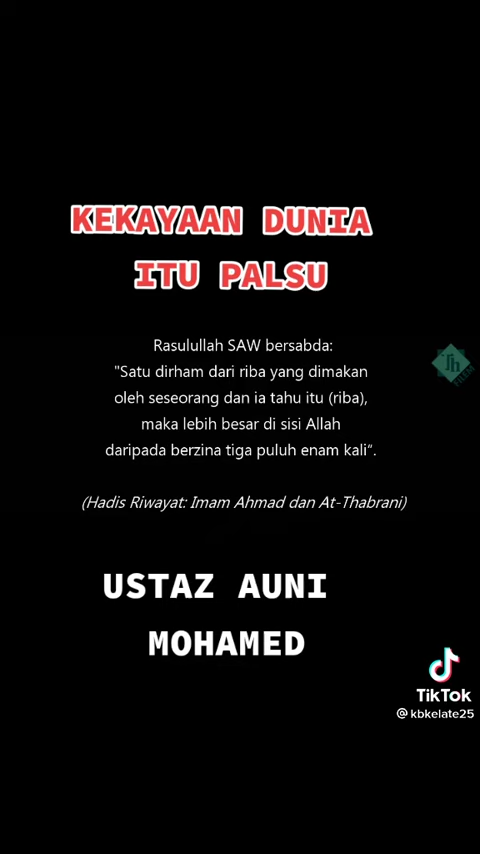 KEKAYAAN DUNIA
ITU PALSU
Rasulullah SAW bersabda:
"Satu dirham dari riba yang dimakan
oleh seseorang dan ia tahu itu (riba),
maka lebih besar di sisi Allah
daripada berzina tiga puluh enam kali".
(Hadis Riwayat: Imam Ahmad dan At-Thabrani)
USTAZ AUNI
MOHAMED
TikTok
@kbkelate25